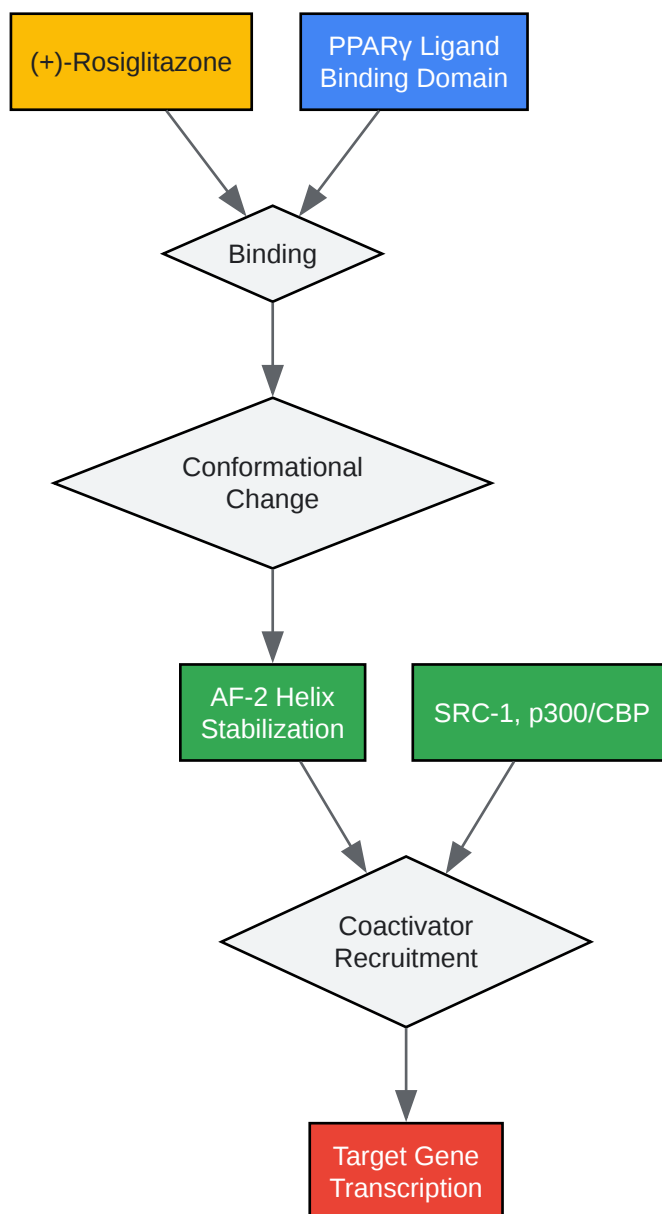 (+)-Rosiglitazone
PPARγ Ligand
Binding Domain
Binding
Conformational
Change
AF-2 Helix
Stabilization
SRC-1, p300/CBP
Coactivator
Recruitment
Target Gene
Transcription